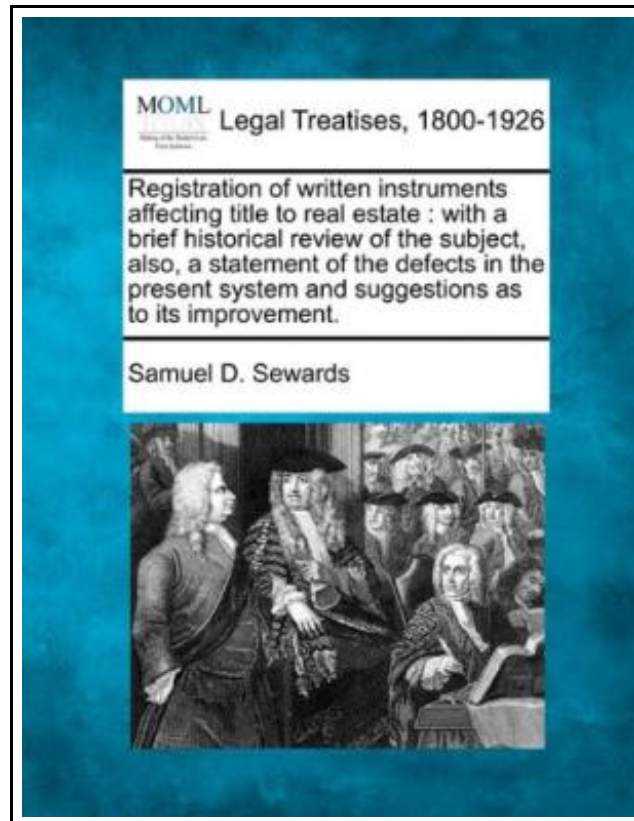 MOML
Legal Treatises, 1800-1926
Registration of written instruments
affecting title to real estate : with a
brief historical review of the subject,
also, a statement of the defects in the
present system and suggestions as
to its improvement.
Samuel D. Sewards